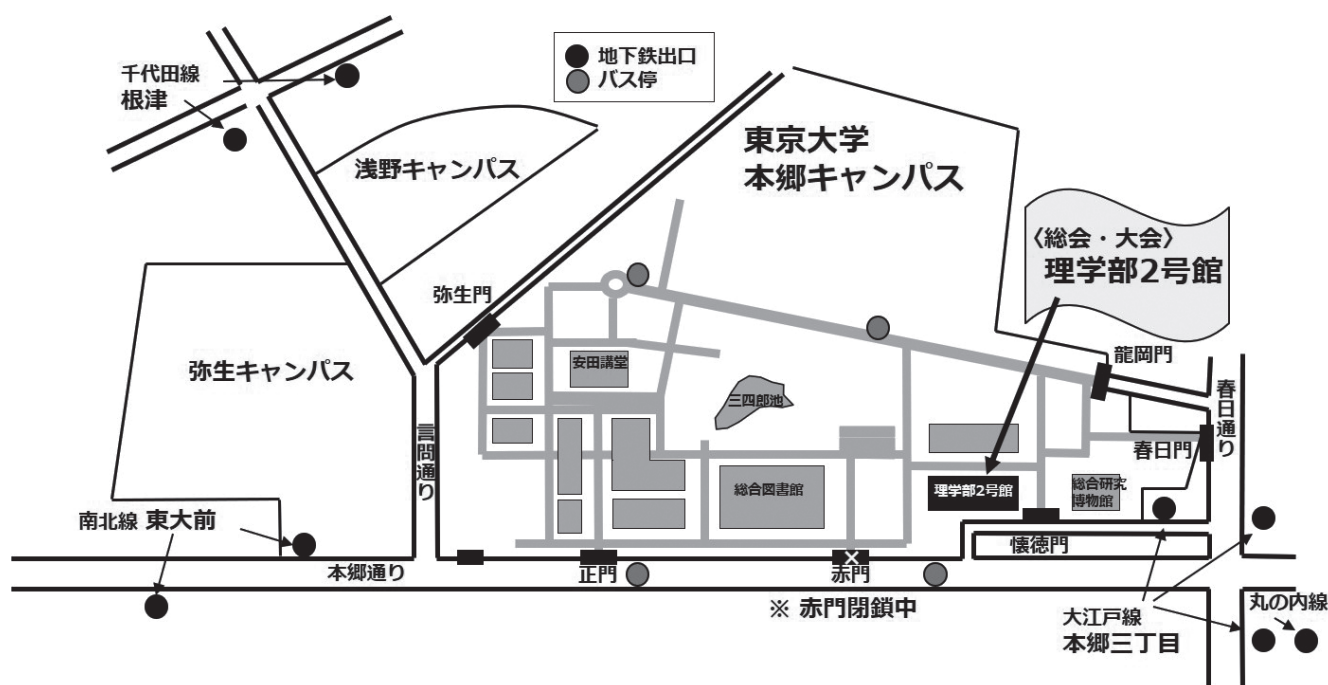 地下鉄出口
バス停
千代田線
根津
浅野キャンパス
東京大学
本郷キャンパス
〈総会・大会〉
理学部2号館
弥生門
弥生キャンパス
安田講堂
三四郎池
龍岡門
春日通り
春日門
言問通り
総合図書館
理学部2号館
総合研究
博物館
南北線 東大前
懐徳門
本郷通り
正門
赤門
※ 赤門閉鎖中
大江戸線
本郷三丁目
丸の内線